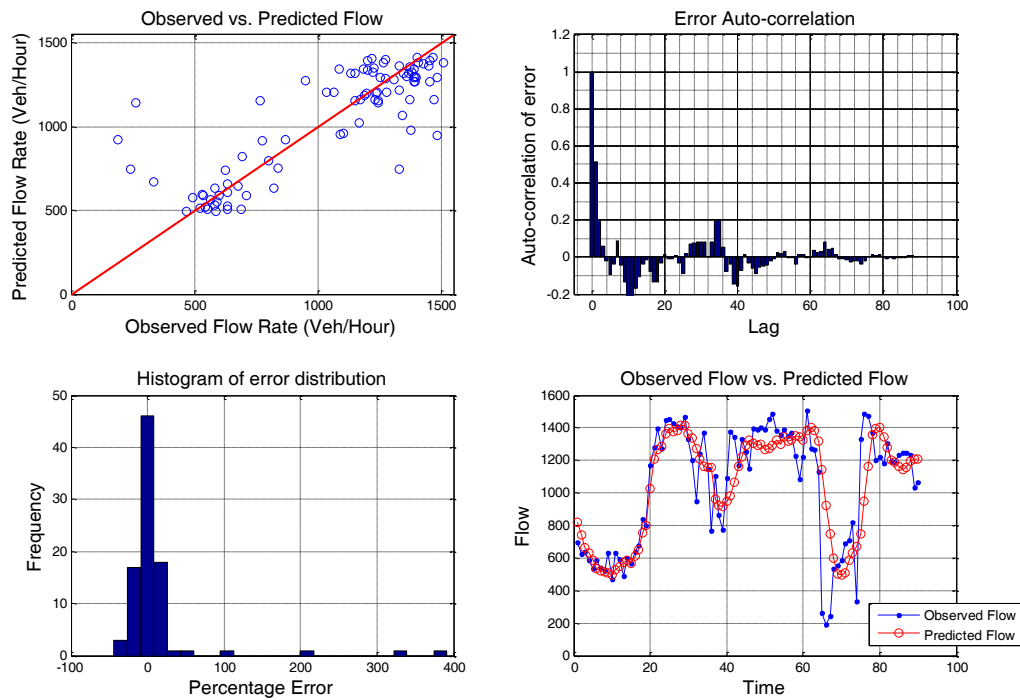 Observed vs. Predicted Flow
1500
1000
500
0
0 500 1000 1500
Predicted Flow Rate (Veh/Hour)
Observed Flow Rate (Veh/Hour)
Error Auto-correlation
1.2
1
0.8
0.6
0.4
0.2
0
-0.2
0 20 40 60 80 100
Auto-correlation of error
Lag
Histogram of error distribution
50
40
30
20
10
0
-100 0 100 200 300 400
Frequency
Percentage Error
Observed Flow vs. Predicted Flow
1600
1400
1200
1000
800
600
400
200
0
0 20 40 60 80 100
Flow
Time
Observed Flow
Predicted Flow